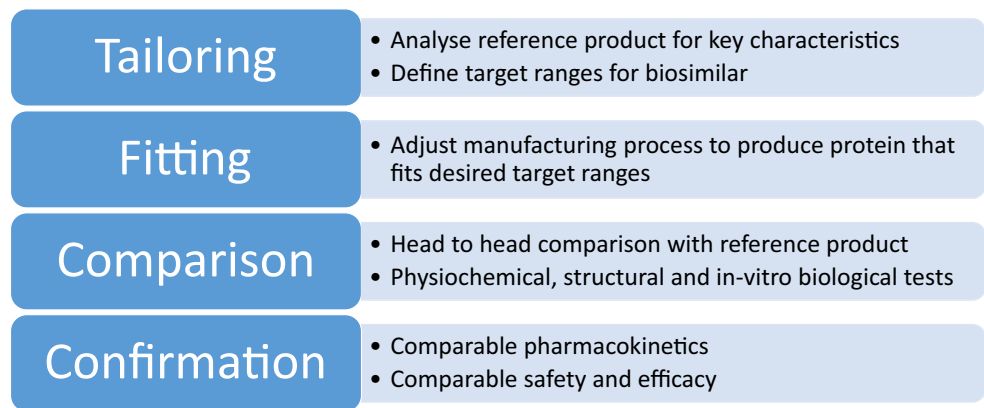 Tailoring
• Analyse reference product for key characteristics
• Define target ranges for biosimilar
Fitting
• Adjust manufacturing process to produce protein that
fits desired target ranges
Comparison
• Head to head comparison with reference product
• Physiochemical, structural and in-vitro biological tests
Confirmation
• Comparable pharmacokinetics
• Comparable safety and efficacy